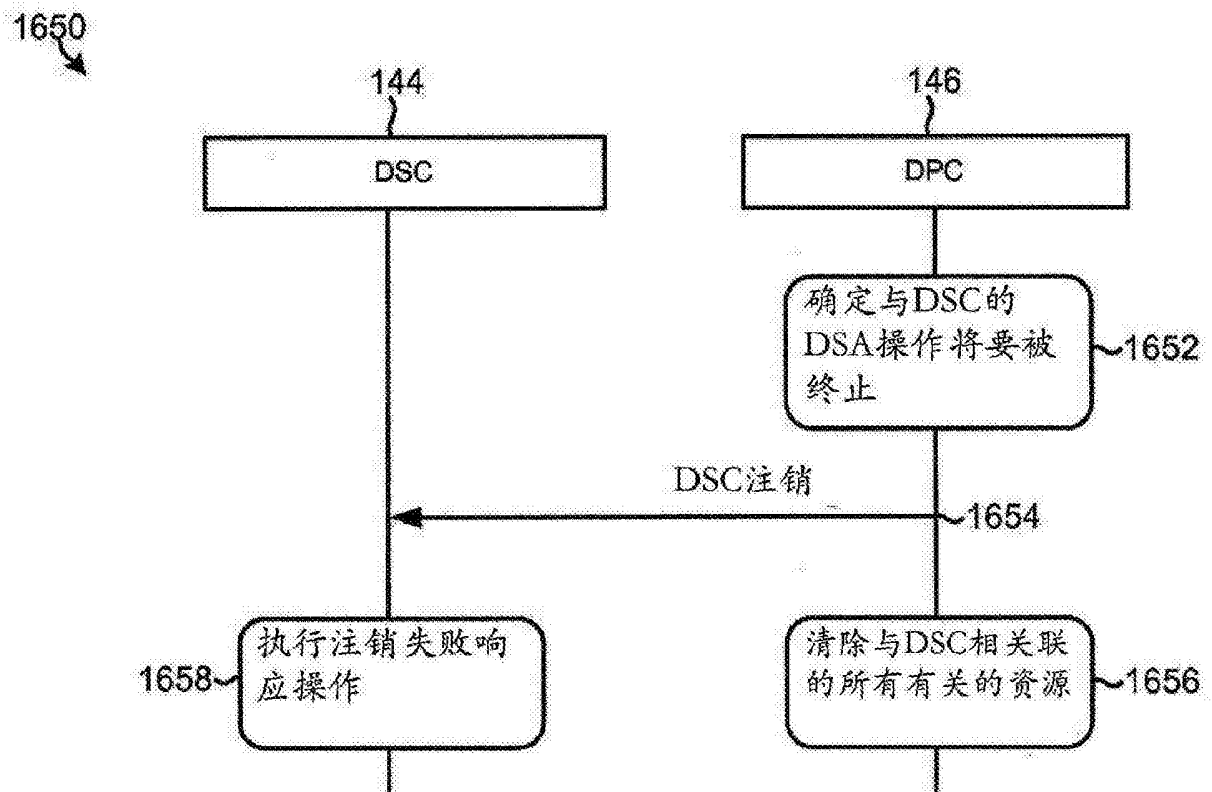 1650
144
146
DSC
DPC
确定与DSC的
DSA操作将要被
终止
1652
DSC注销
1654
执行注销失败响
应操作
1658
清除与DSC相关联
的所有有关的资源
1656